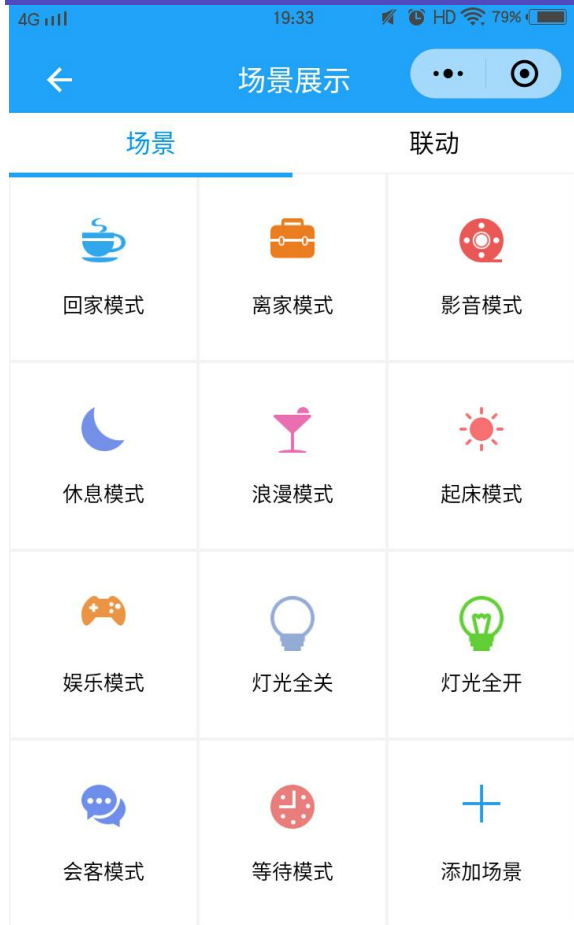 4G 19:33 HD 79%
场景展示
场景 联动
回家模式 离家模式 影音模式
休息模式 浪漫模式 起床模式
娱乐模式 灯光全关 灯光全开
会客模式 等待模式 添加场景